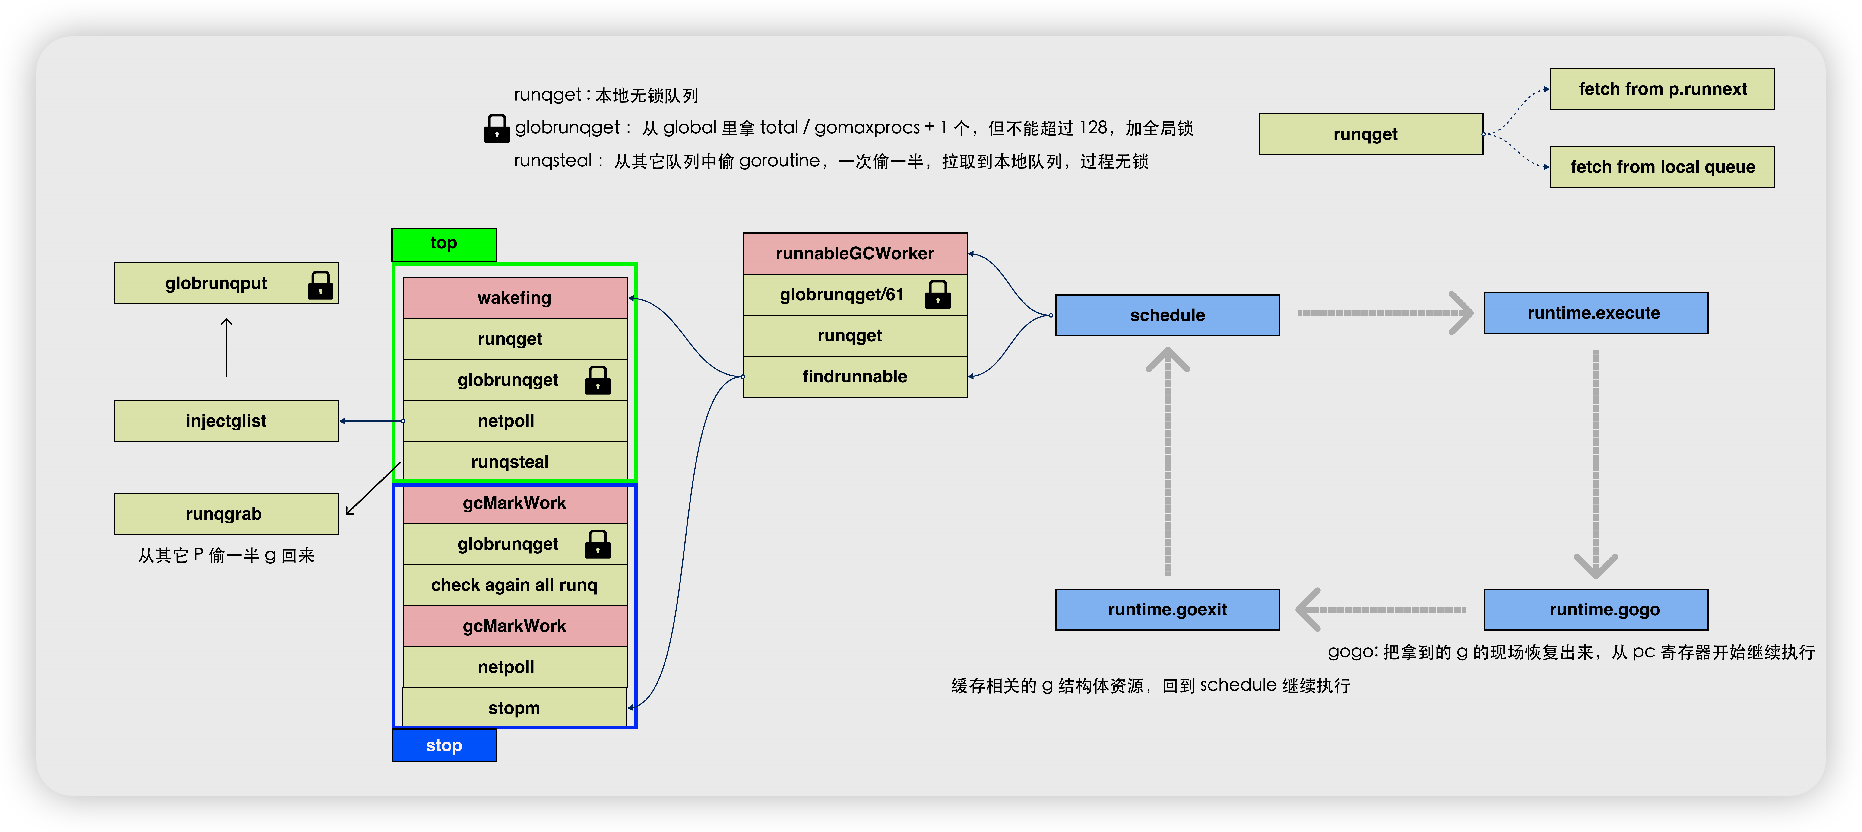 runqget : 本地无锁队列
globrunqget : 从 global 里拿 total / gomaxprocs + 1 个，但不能超过 128，加全局锁
runqsteal : 从其它队列中偷 goroutine，一次偷一半，拉取到本地队列，过程无锁
runqget
fetch from p.runnext
fetch from local queue
globrunqput
injectglist
runqgrab
从其它 P 偷一半 g 回来
top
wakefing
runqget
globrunqget
netpoll
runqsteal
gcMarkWork
globrunqget
check again all runq
gcMarkWork
netpoll
stopm
stop
runnableGCWorker
globrunqget/61
runqget
findrunnable
schedule
runtime.execute
runtime.goexit
runtime.gogo
gogo: 把拿到的 g 的现场恢复出来，从 pc 寄存器开始继续执行
缓存相关的 g 结构体资源，回到 schedule 继续执行